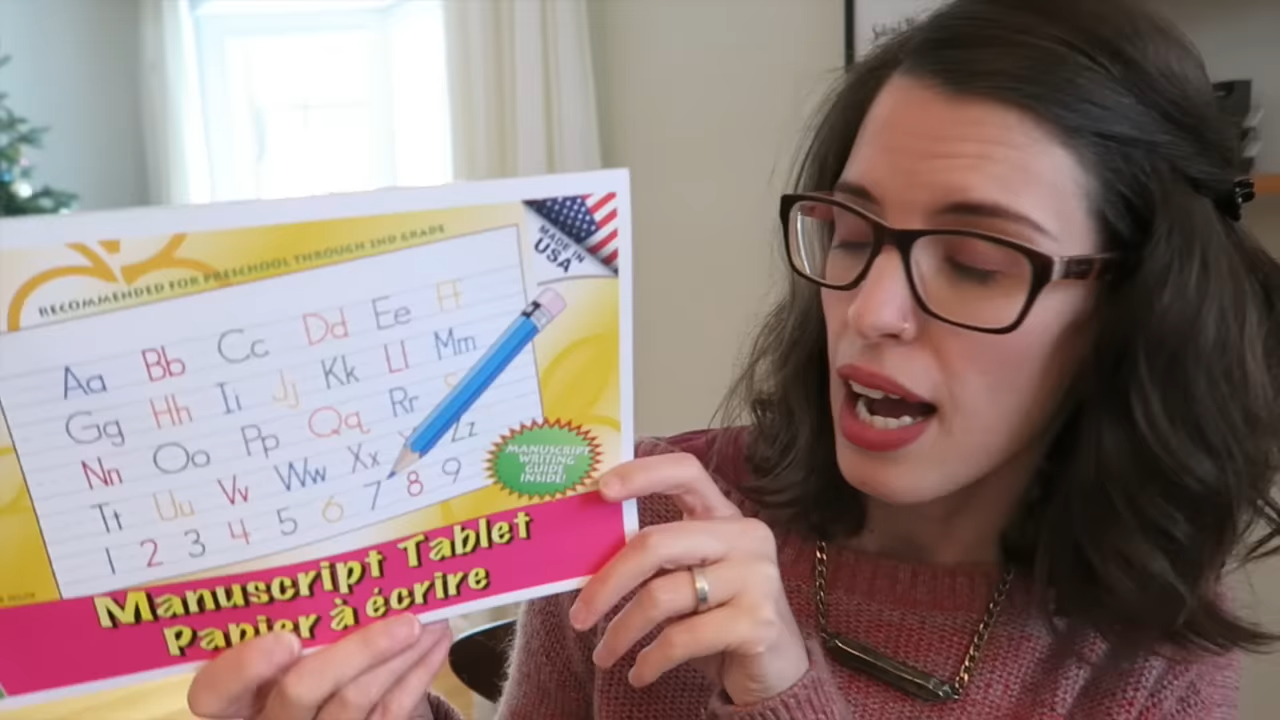 RECOMMENDED FOR PRESCHOOL THROUGH 2ND GRADE
MADE IN
USA
Aa Bb Cc Dd Ee Ff
Gg Hh Ii Jj Kk Ll Mm
Nn Oo Pp Qq Rr
Tt Uu Vv Ww Xx Zz
1 2 3 4 5 6 7 8 9
MANUSCRIPT
WRITING
GUIDE
INSIDE!
Manuscript Tablet
Papier à écrire